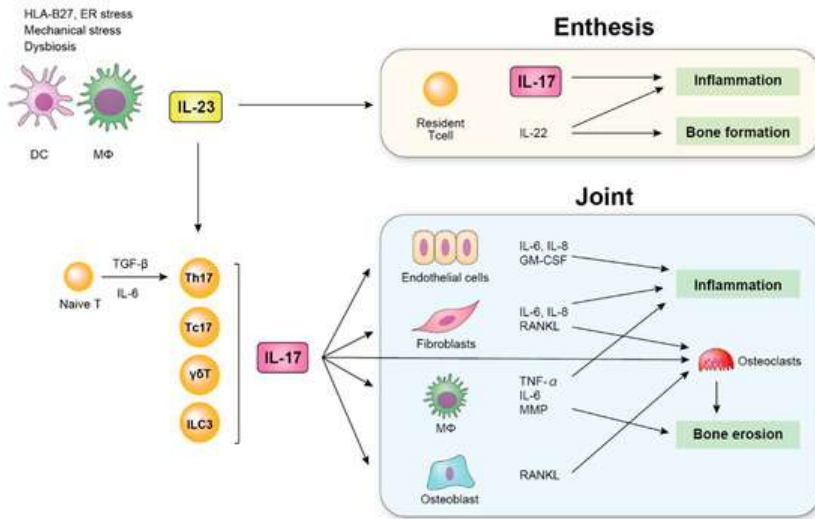 HLA-B27, ER stress
Mechanical stress
Dysbiosis
DC
MΦ
IL-23
Enthesis
Resident
Tcell
IL-17
IL-22
Inflammation
Bone formation
Naive T
TGF-β
IL-6
Th17
Tc17
γδT
ILC3
IL-17
Joint
Endothelial cells
IL-6, IL-8
GM-CSF
Fibroblasts
IL-6, IL-8
RANKL
MΦ
TNF-α
IL-6
MMP
Osteoblast
RANKL
Inflammation
Osteoclasts
Bone erosion